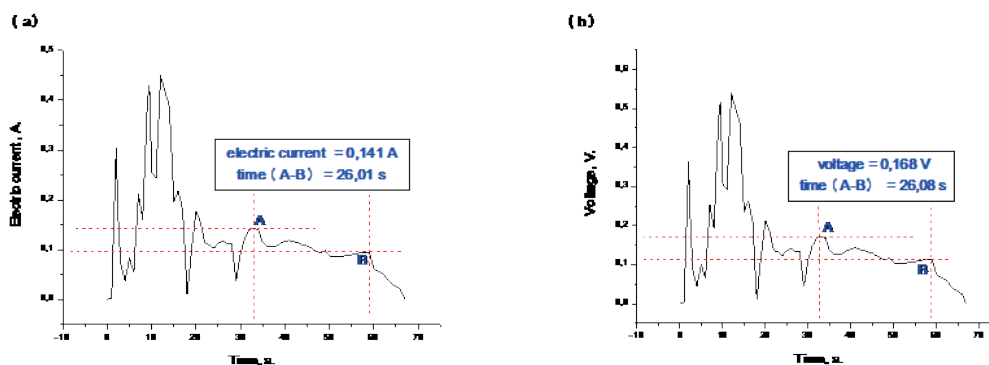 (a)
0,5
0,4
0,3
0,2
0,1
0,0
Electric current, A.
electric current = 0,141 A
time (A-B) = 26,01 s
A
B
-10 0 10 20 30 40 50 60 70
Time, s.
(b)
0,6
0,5
0,4
0,3
0,2
0,1
0,0
Voltage, V.
voltage = 0,168 V
time (A-B) = 26,08 s
A
B
-10 0 10 20 30 40 50 60 70
Time, s.